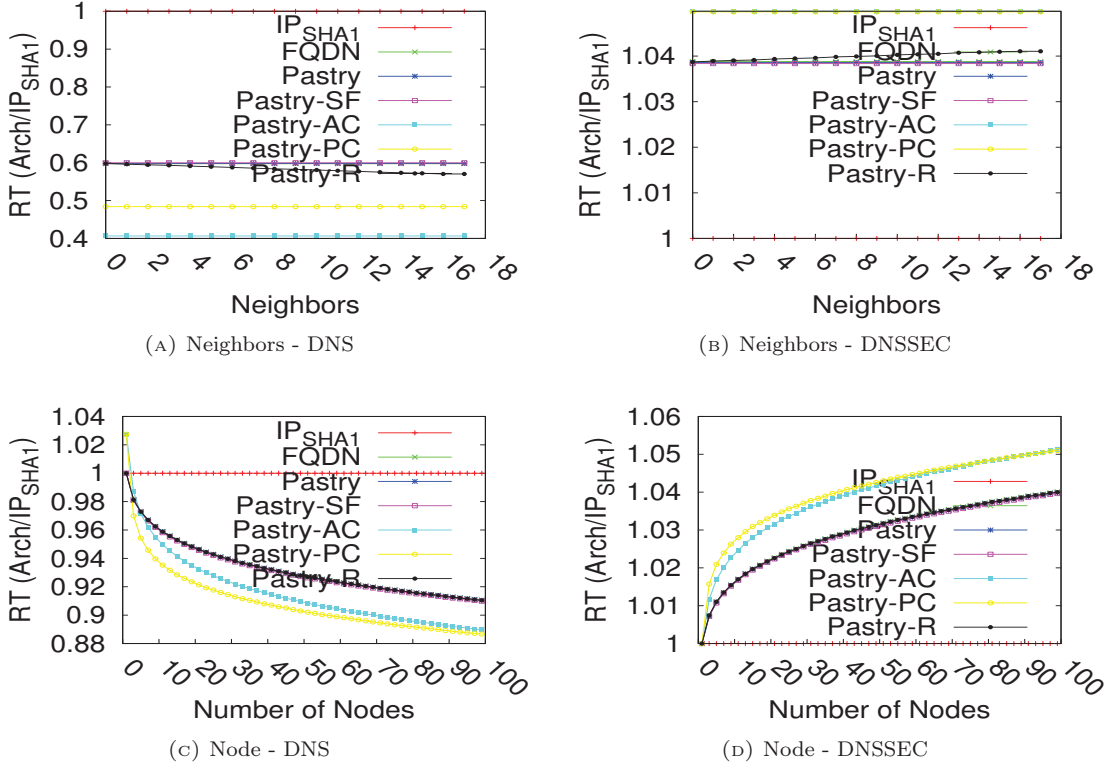 RT (Arch/IP_SHA1)
1
0.9
0.8
0.7
0.6
0.5
0.4
IP_SHA1
FQDN
Pastry
Pastry-SF
Pastry-AC
Pastry-PC
Pastry-R
0 2 4 6 8 10 12 14 16 18
Neighbors
(A) Neighbors - DNS
RT (Arch/IP_SHA1)
1.04
1.03
1.02
1.01
1
IP_SHA1
FQDN
Pastry
Pastry-SF
Pastry-AC
Pastry-PC
Pastry-R
0 2 4 6 8 10 12 14 16 18
Neighbors
(B) Neighbors - DNSSEC
RT (Arch/IP_SHA1)
1.04
1.02
1
0.98
0.96
0.94
0.92
0.9
0.88
IP_SHA1
FQDN
Pastry
Pastry-SF
Pastry-AC
Pastry-PC
Pastry-R
0 10 20 30 40 50 60 70 80 90 100
Number of Nodes
(C) Node - DNS
RT (Arch/IP_SHA1)
1.06
1.05
1.04
1.03
1.02
1.01
1
IP_SHA1
FQDN
Pastry
Pastry-SF
Pastry-AC
Pastry-PC
Pastry-R
0 10 20 30 40 50 60 70 80 90 100
Number of Nodes
(D) Node - DNSSEC